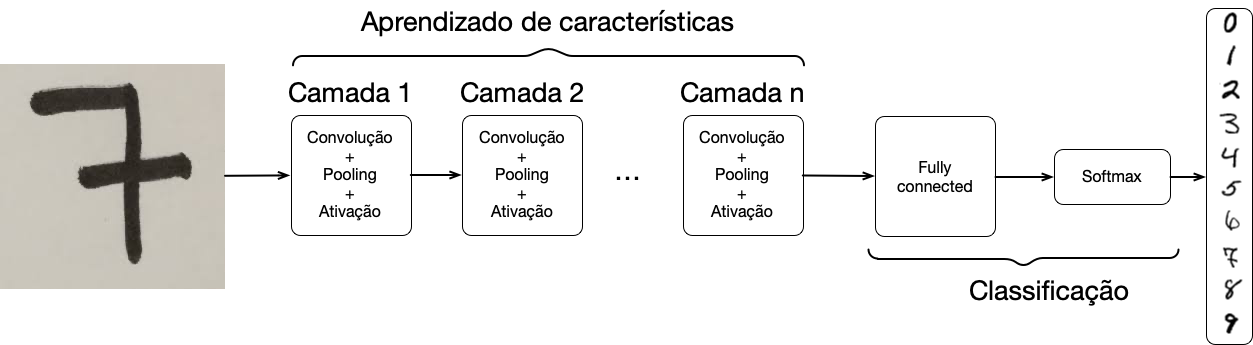 Aprendizado de características
Camada 1
Camada 2
Camada n
Convolução
+
Pooling
+
Ativação
Convolução
+
Pooling
+
Ativação
...
Convolução
+
Pooling
+
Ativação
Fully
connected
Softmax
Classificação
7
0
1
2
3
4
5
6
7
8
9